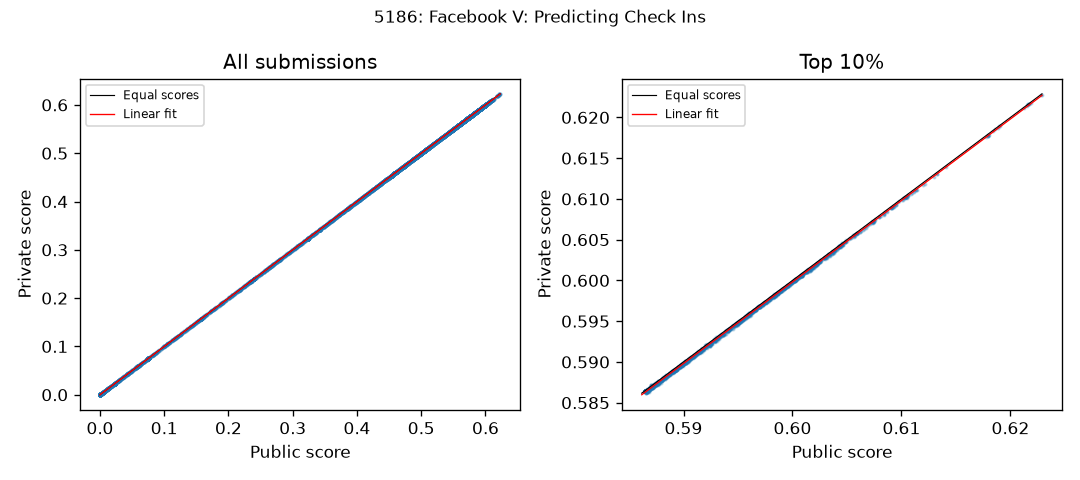 5186: Facebook V: Predicting Check Ins
All submissions
Equal scores
Linear fit
Private score
0.6
0.5
0.4
0.3
0.2
0.1
0.0
0.0 0.1 0.2 0.3 0.4 0.5 0.6
Public score
Top 10%
Equal scores
Linear fit
Private score
0.620
0.615
0.610
0.605
0.600
0.595
0.590
0.585
0.59 0.60 0.61 0.62
Public score